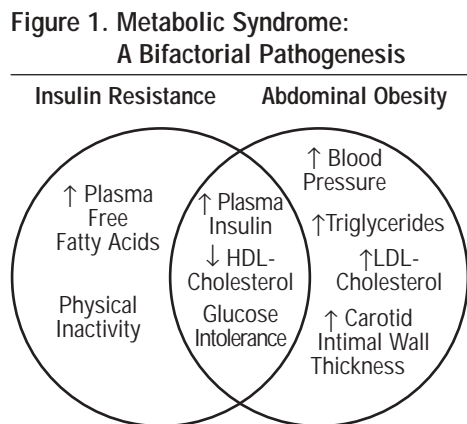 Figure 1. Metabolic Syndrome:
A Bifactorial Pathogenesis
Insulin Resistance
Abdominal Obesity
↑ Plasma
Free
Fatty Acids
Physical
Inactivity
↑ Plasma
Insulin
↓ HDL-
Cholesterol
Glucose
Intolerance
↑ Blood
Pressure
↑Triglycerides
↑LDL-
Cholesterol
↑ Carotid
Intimal Wall
Thickness